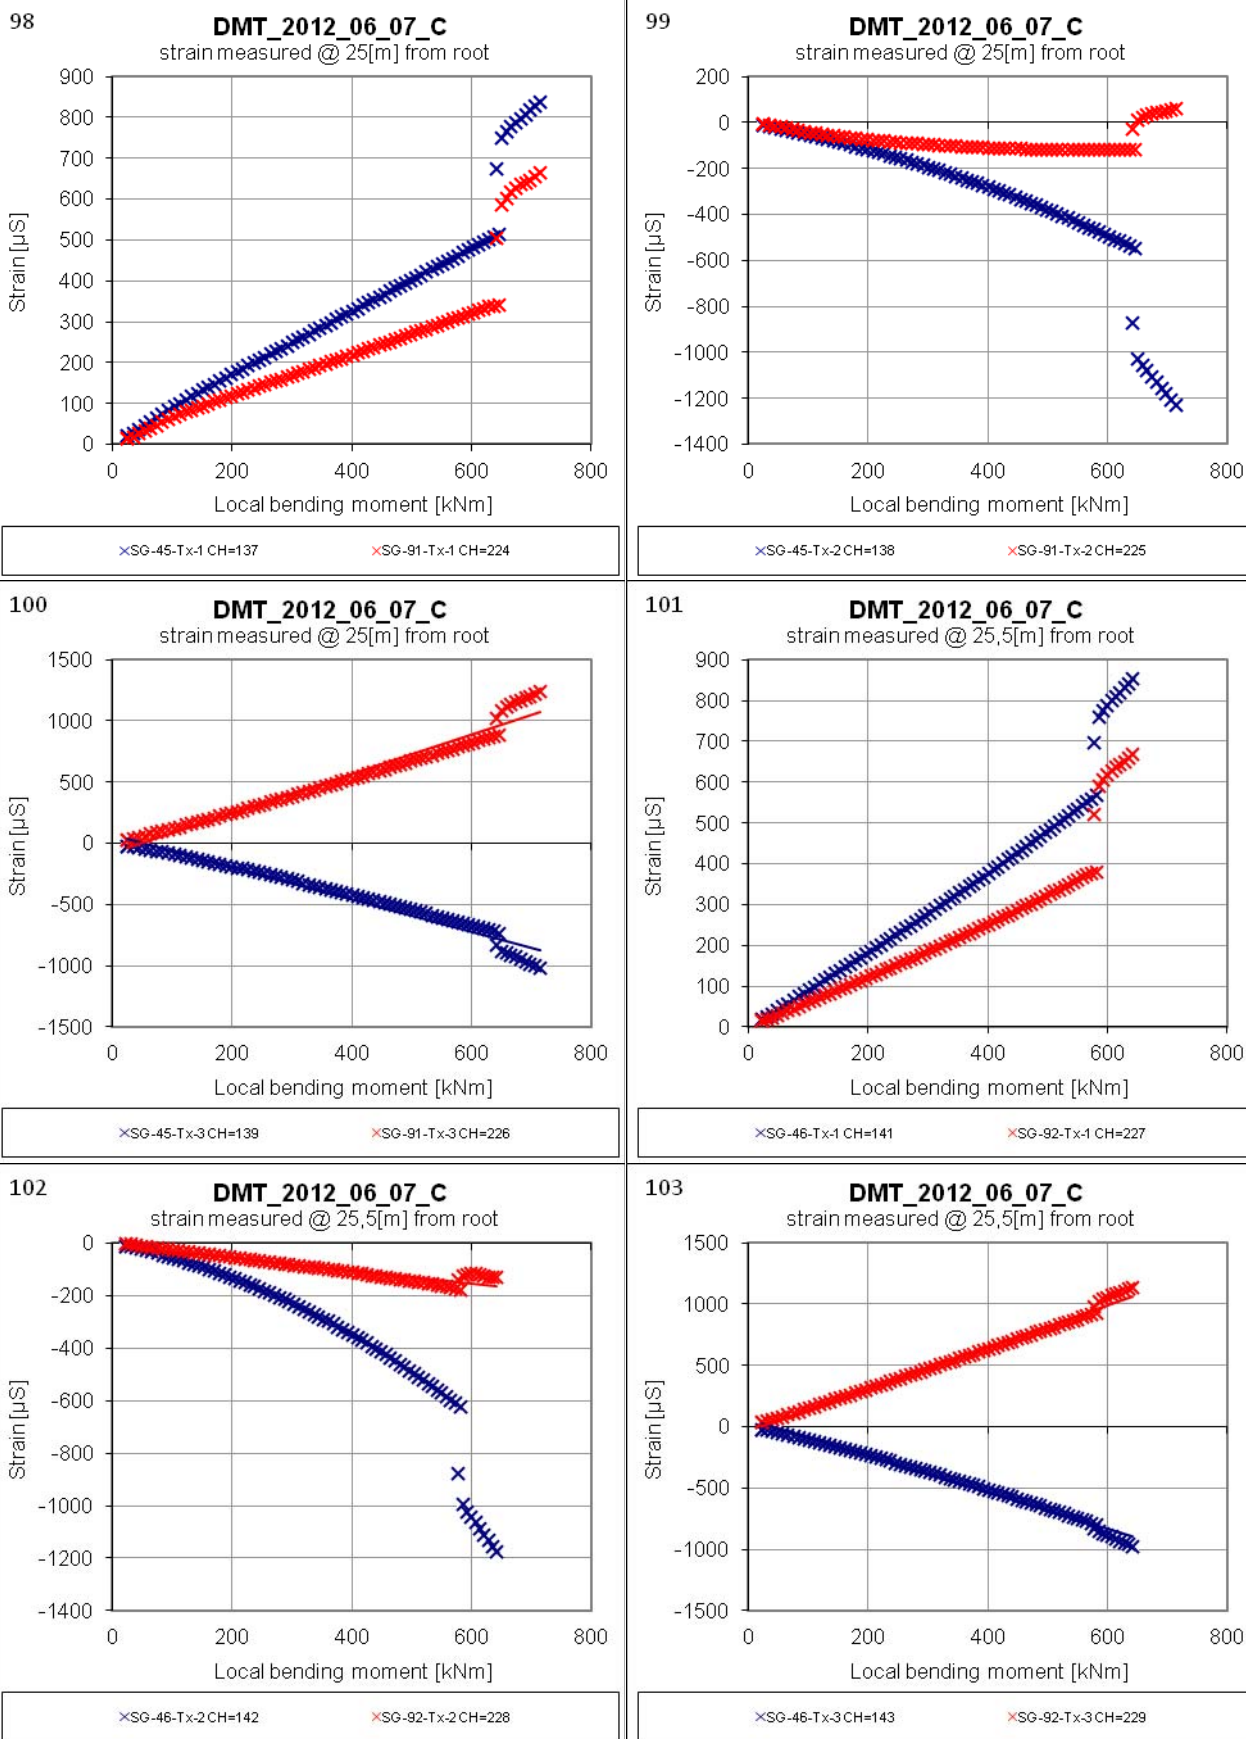 98
DMT_2012_06_07_C
strain measured @ 25[m] from root
900
800
700
600
500
400
300
200
100
0
Strain [µS]
0 200 400 600 800
Local bending moment [kNm]
×SG-45-Tx-1 CH=137 ×SG-91-Tx-1 CH=224
99
DMT_2012_06_07_C
strain measured @ 25[m] from root
200
0
-200
-400
-600
-800
-1000
-1200
-1400
Strain [µS]
0 200 400 600 800
Local bending moment [kNm]
×SG-45-Tx-2 CH=138 ×SG-91-Tx-2 CH=225
100
DMT_2012_06_07_C
strain measured @ 25[m] from root
1500
1000
500
0
-500
-1000
-1500
Strain [µS]
0 200 400 600 800
Local bending moment [kNm]
×SG-45-Tx-3 CH=139 ×SG-91-Tx-3 CH=226
101
DMT_2012_06_07_C
strain measured @ 25,5[m] from root
900
800
700
600
500
400
300
200
100
0
Strain [µS]
0 200 400 600 800
Local bending moment [kNm]
×SG-46-Tx-1 CH=141 ×SG-92-Tx-1 CH=227
102
DMT_2012_06_07_C
strain measured @ 25,5[m] from root
0
-200
-400
-600
-800
-1000
-1200
-1400
Strain [µS]
0 200 400 600 800
Local bending moment [kNm]
×SG-46-Tx-2 CH=142 ×SG-92-Tx-2 CH=228
103
DMT_2012_06_07_C
strain measured @ 25,5[m] from root
1500
1000
500
0
-500
-1000
-1500
Strain [µS]
0 200 400 600 800
Local bending moment [kNm]
×SG-46-Tx-3 CH=143 ×SG-92-Tx-3 CH=229